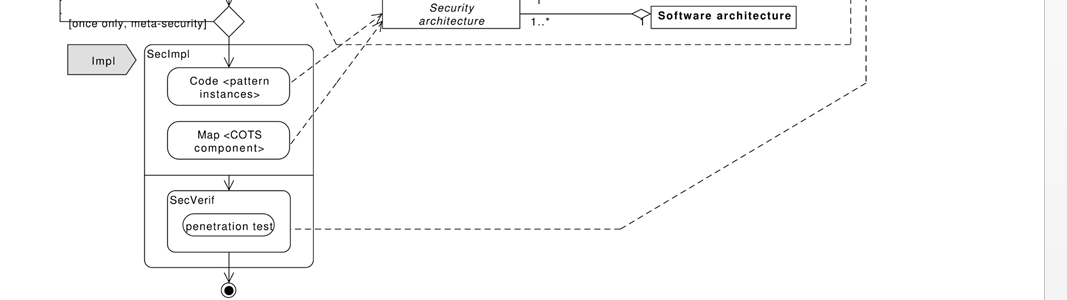 Security
architecture
Software architecture
1..*
1
[once only, meta-security]
SecImpl
Impl
Code <pattern
instances>
Map <COTS
component>
SecVerif
penetration test